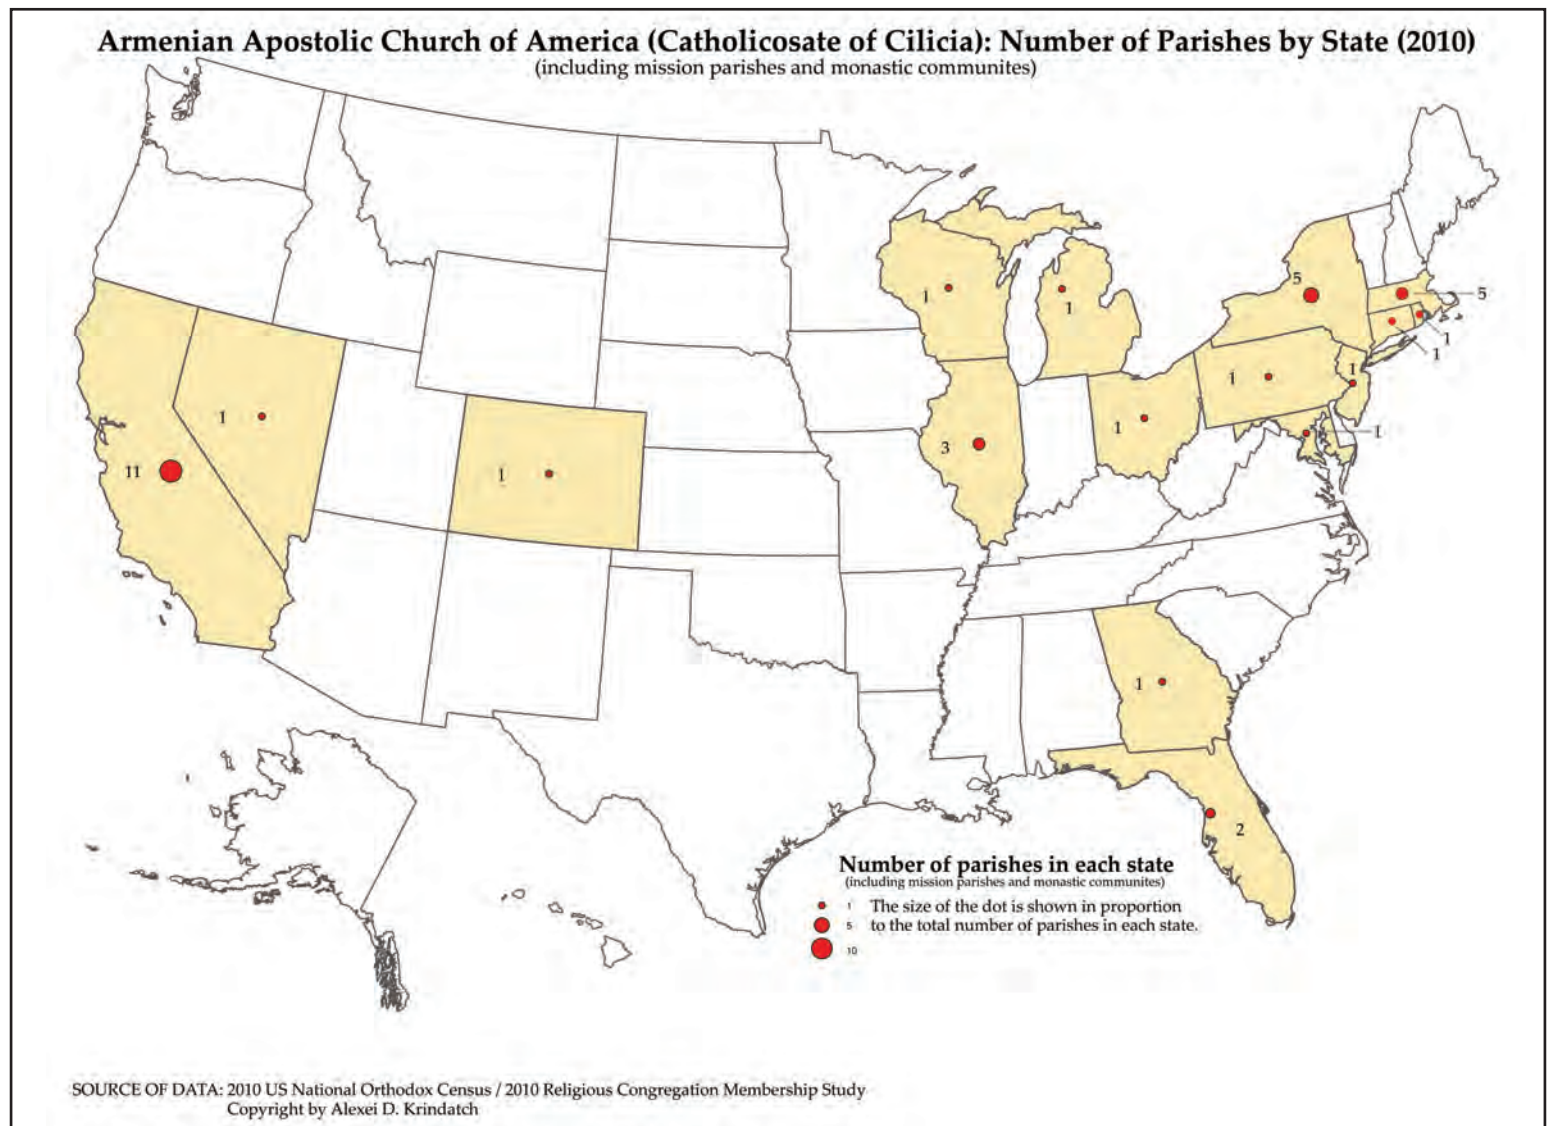 Armenian Apostolic Church of America (Catholicosate of Cilicia): Number of Parishes by State (2010)
(including mission parishes and monastic communites)
5
5
1
1
1
1
1
1
1
1
1
1
3
11
1
1
2
Number of parishes in each state
(including mission parishes and monastic communites)
1 The size of the dot is shown in proportion
5 to the total number of parishes in each state.
10
SOURCE OF DATA: 2010 US National Orthodox Census / 2010 Religious Congregation Membership Study
Copyright by Alexei D. Krindatch